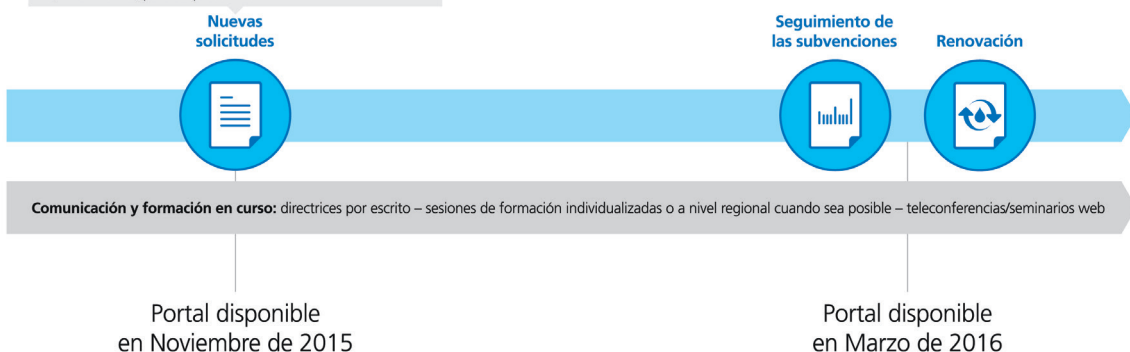 Nuevas
solicitudes
Seguimiento de
las subvenciones
Renovación
Comunicación y formación en curso: directrices por escrito – sesiones de formación individualizadas o a nivel regional cuando sea posible – teleconferencias/seminarios web
Portal disponible
en Noviembre de 2015
Portal disponible
en Marzo de 2016